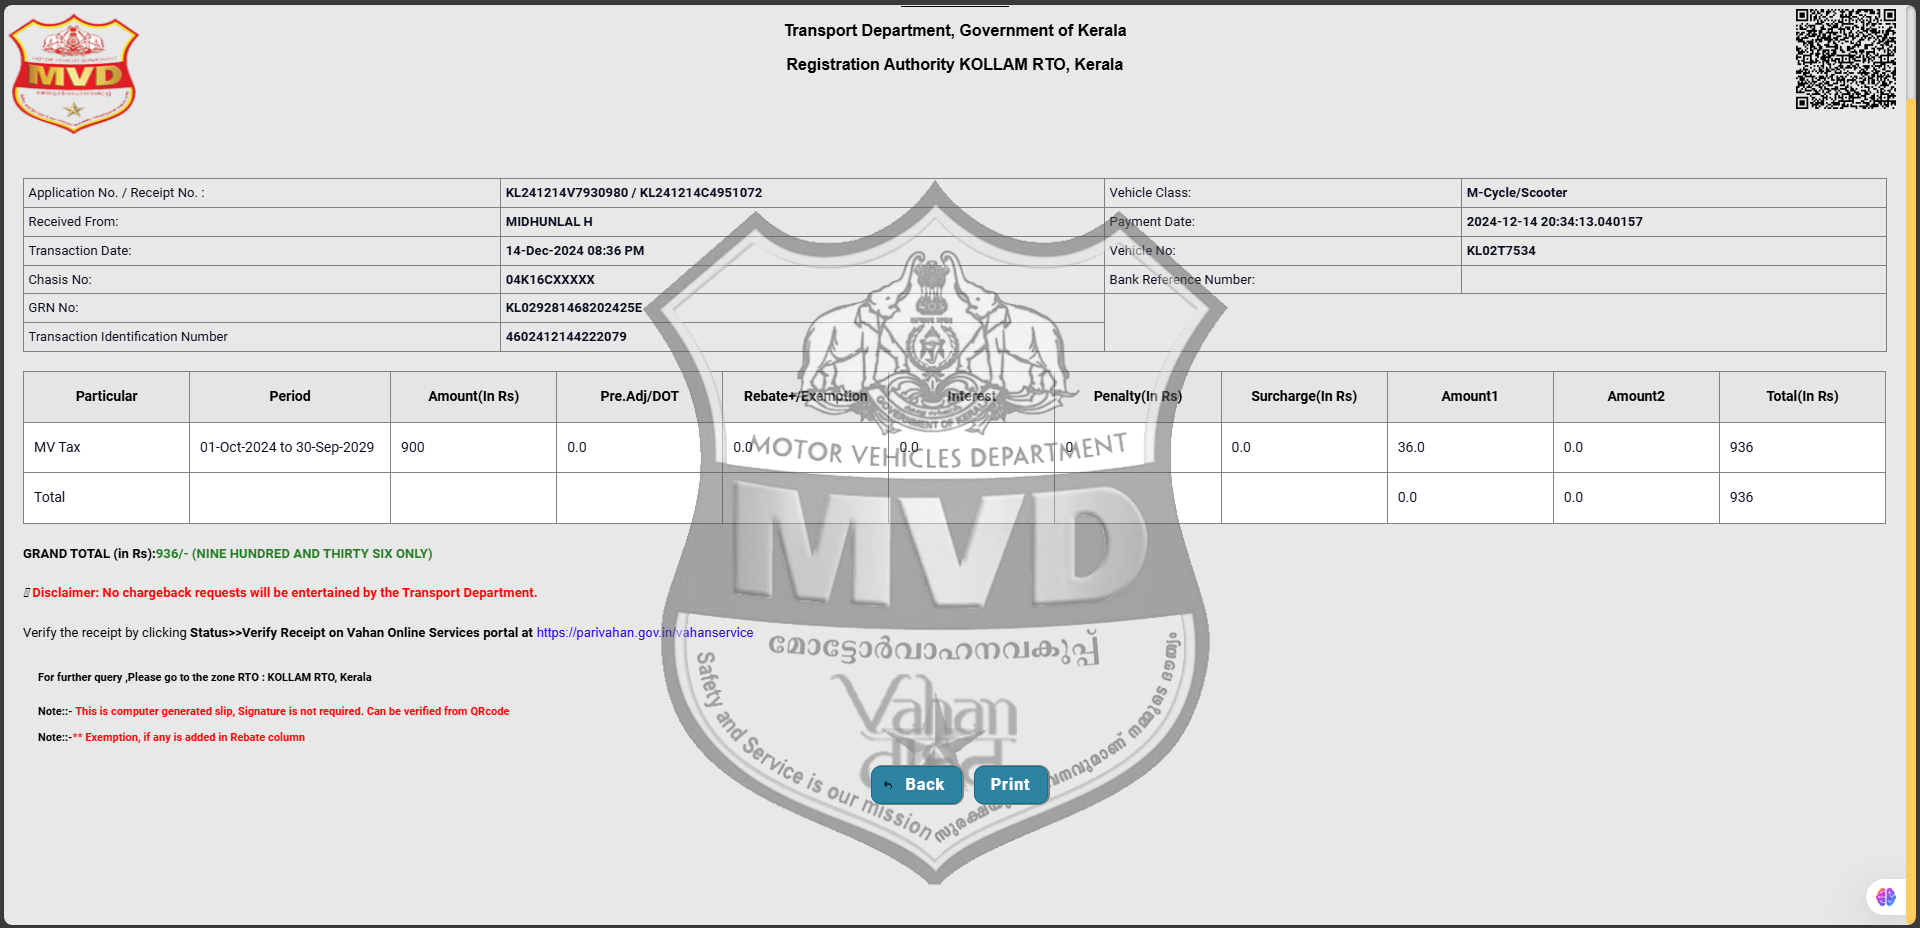 Transport Department, Government of Kerala
Registration Authority KOLLAM RTO, Kerala
MOTOR VEHICLES DEPARTMENT
MVD
Application No. / Receipt No. : KL241214V7930980 / KL241214C4951072 Vehicle Class: M-Cycle/Scooter
Received From: MIDHUNLAL H Payment Date: 2024-12-14 20:34:13.040157
Transaction Date: 14-Dec-2024 08:36 PM Vehicle No: KL02T7534
Chasis No: 04K16CXXXXX Bank Reference Number:
GRN No: KL029281468202425E
Transaction Identification Number 4602412144222079
Particular Period Amount(In Rs) Pre.Adj/DOT Rebate+/Exemption Interest Penalty(In Rs) Surcharge(In Rs) Amount1 Amount2 Total(In Rs)
MV Tax 01-Oct-2024 to 30-Sep-2029 900 0.0 0.0 0.0 0 0.0 36.0 0.0 936
Total 0.0 0.0 936
GOVERNMENT OF KERALA
MOTOR VEHICLES DEPARTMENT
MVD
GRAND TOTAL (in Rs):936/- (NINE HUNDRED AND THIRTY SIX ONLY)
Disclaimer: No chargeback requests will be entertained by the Transport Department.
Verify the receipt by clicking Status>>Verify Receipt on Vahan Online Services portal at https://parivahan.gov.in/vahanservice
മോട്ടോർവാഹനവകുപ്പ്
For further query ,Please go to the zone RTO : KOLLAM RTO, Kerala
Note::- This is computer generated slip, Signature is not required. Can be verified from QRcode
Note::-** Exemption, if any is added in Rebate column
Vahan
Safety and Service is our mission
Back Print